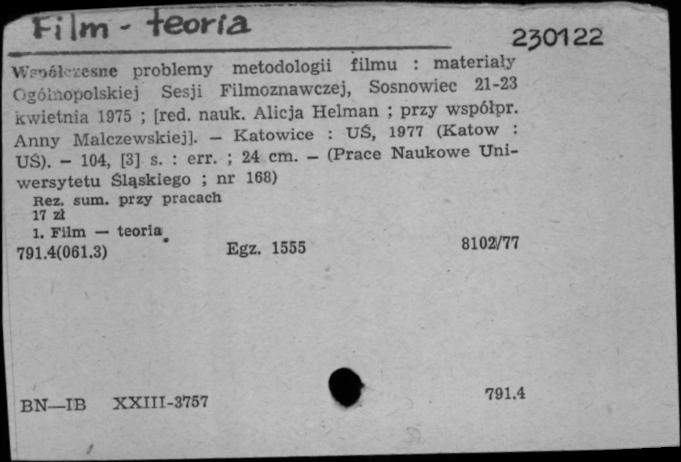 Film - teoria
230122
Współczesne problemy metodologii filmu : materiały
Ogólnopolskiej Sesji Filmoznawczej, Sosnowiec 21-23
kwietnia 1975 ; [red. nauk. Alicja Helman ; przy współpr.
Anny Malczewskiej]. — Katowice : UŚ, 1977 (Katow :
UŚ). — 104, [3] s. : err. ; 24 cm. — (Prace Naukowe Uni-
wersytetu Śląskiego ; nr 168)
Rez. sum. przy pracach
17 zł
1. Film — teoria
791.4(061.3) Egz. 1555 8102/77
BN—IB XXIII-3757 791.4